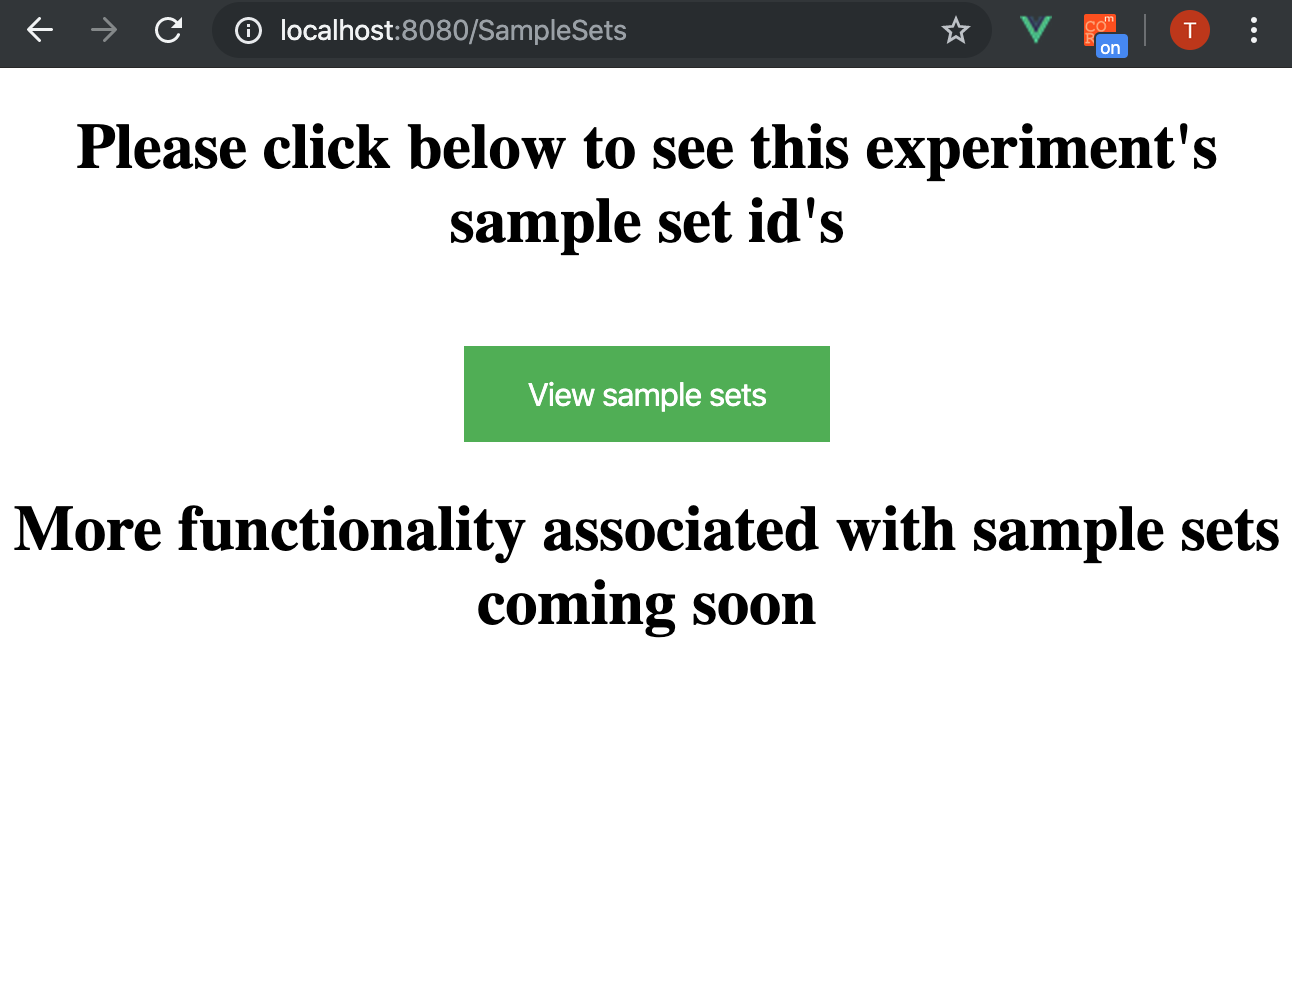 localhost:8080/SampleSets
m
CO
R
on
T
Please click below to see this experiment's
sample set id's
View sample sets
More functionality associated with sample sets
coming soon